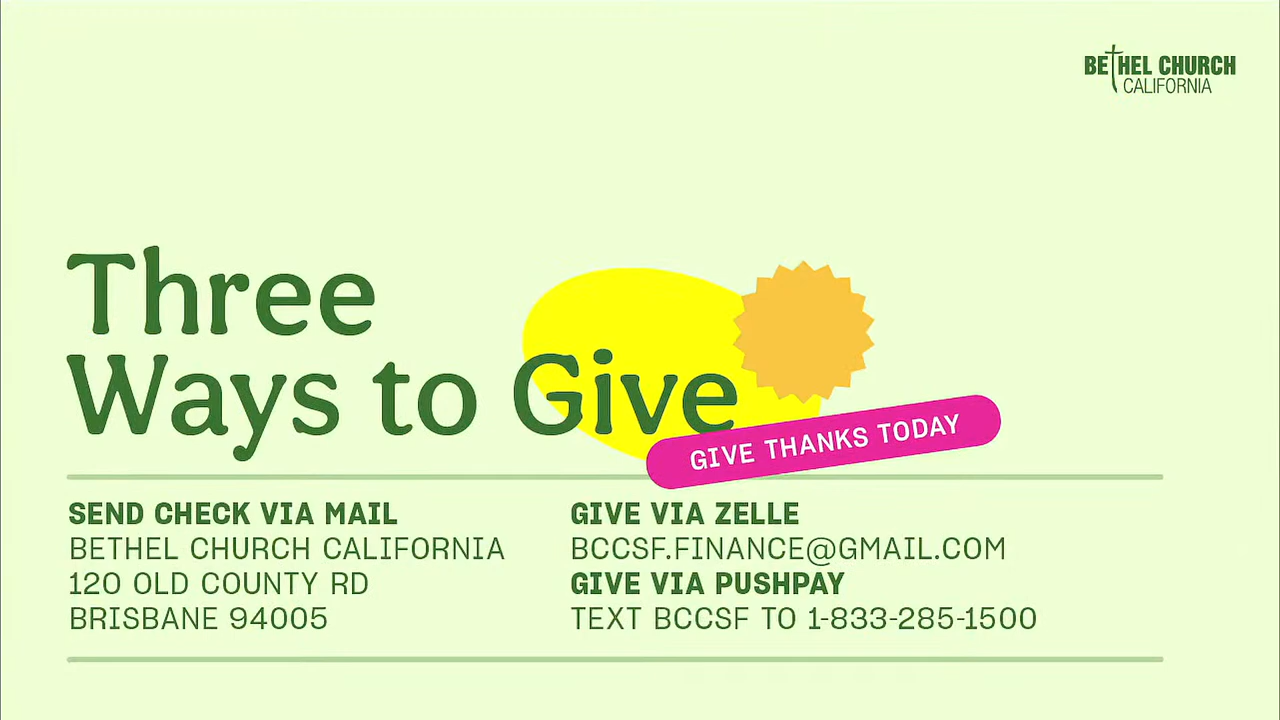 BETHEL CHURCH
CALIFORNIA
Three
Ways to Give
GIVE THANKS TODAY
SEND CHECK VIA MAIL
BETHEL CHURCH CALIFORNIA
120 OLD COUNTY RD
BRISBANE 94005
GIVE VIA ZELLE
BCCSF.FINANCE@GMAIL.COM
GIVE VIA PUSHPAY
TEXT BCCSF TO 1-833-285-1500